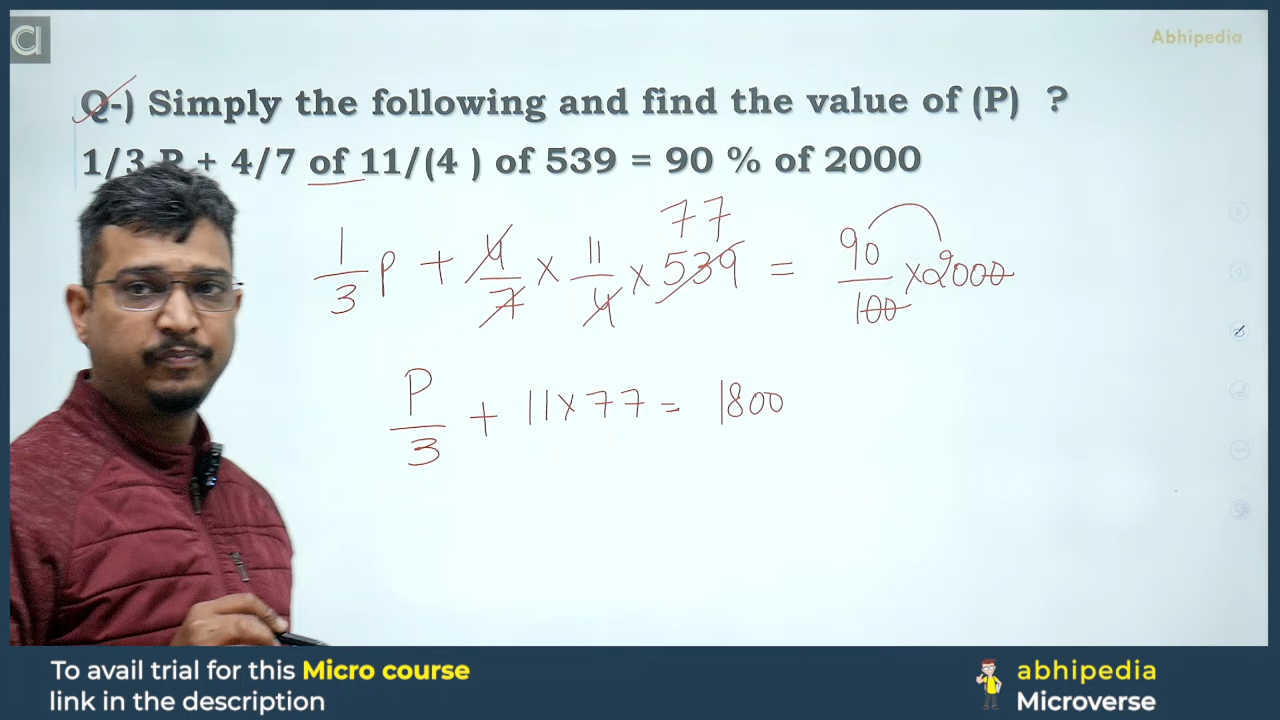 Abhipedia
Q-) Simply the following and find the value of (P) ?
1/3 P + 4/7 of 11/(4 ) of 539 = 90 % of 2000
77
1/3 P + 4/7 × 11/4 × 539 = 90/100 ×2000
P/3 + 11×77 = 1800
To avail trial for this Micro course
link in the description
abhipedia
Microverse